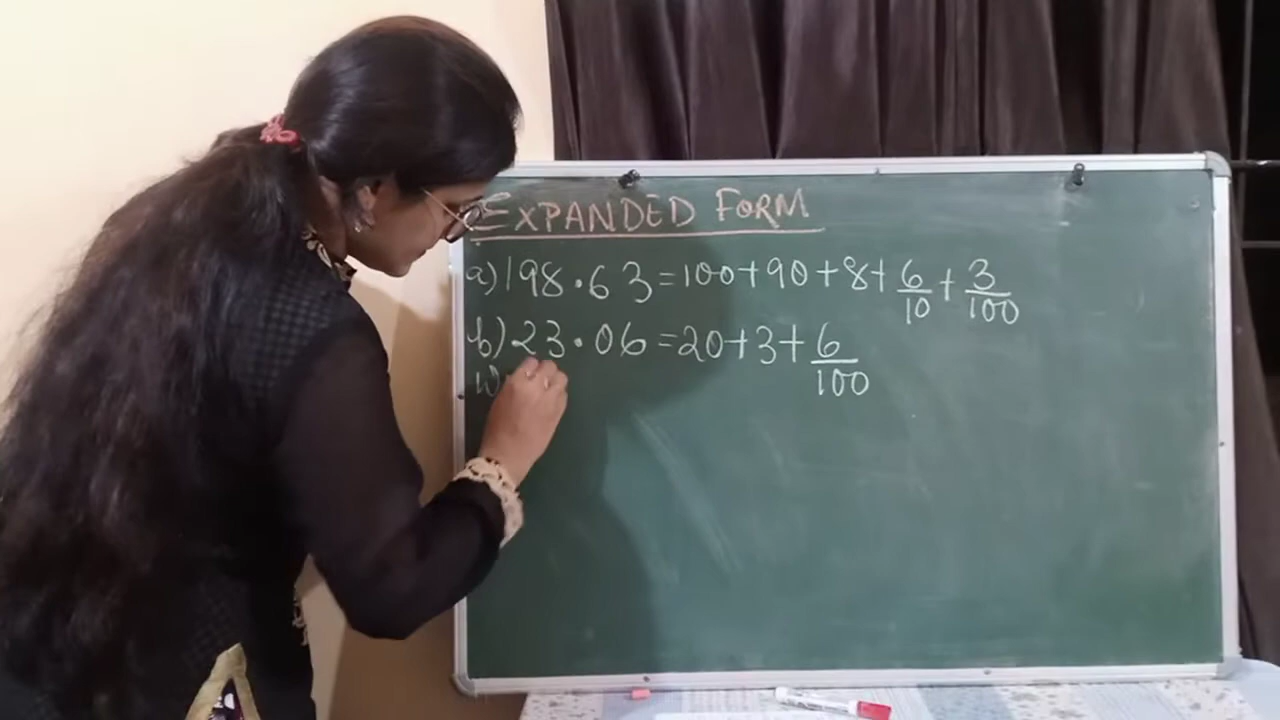 EXPANDED FORM
a) 198.63 = 100 + 90 + 8 + 6/10 + 3/100
b) 23.06 = 20 + 3 + 6/100